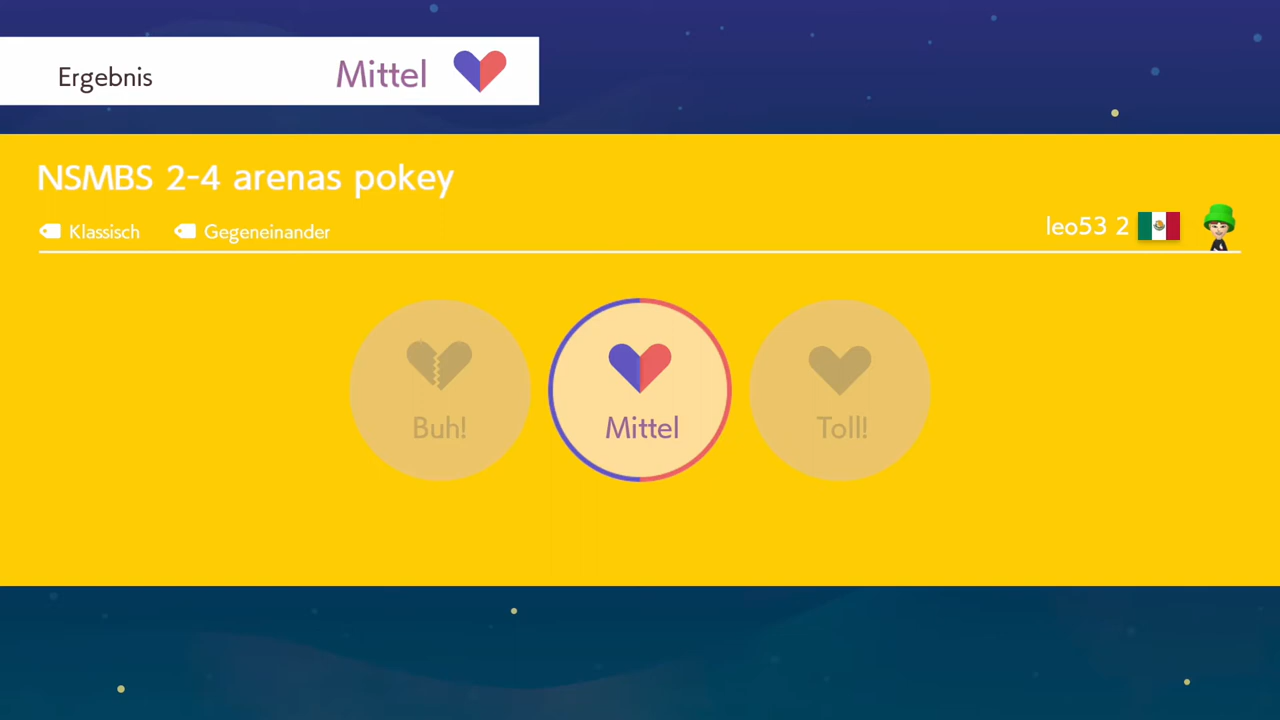 Ergebnis Mittel
NSMBS 2-4 arenas pokey
Klassisch Gegeneinander leo53 2
Buh! Mittel Toll!